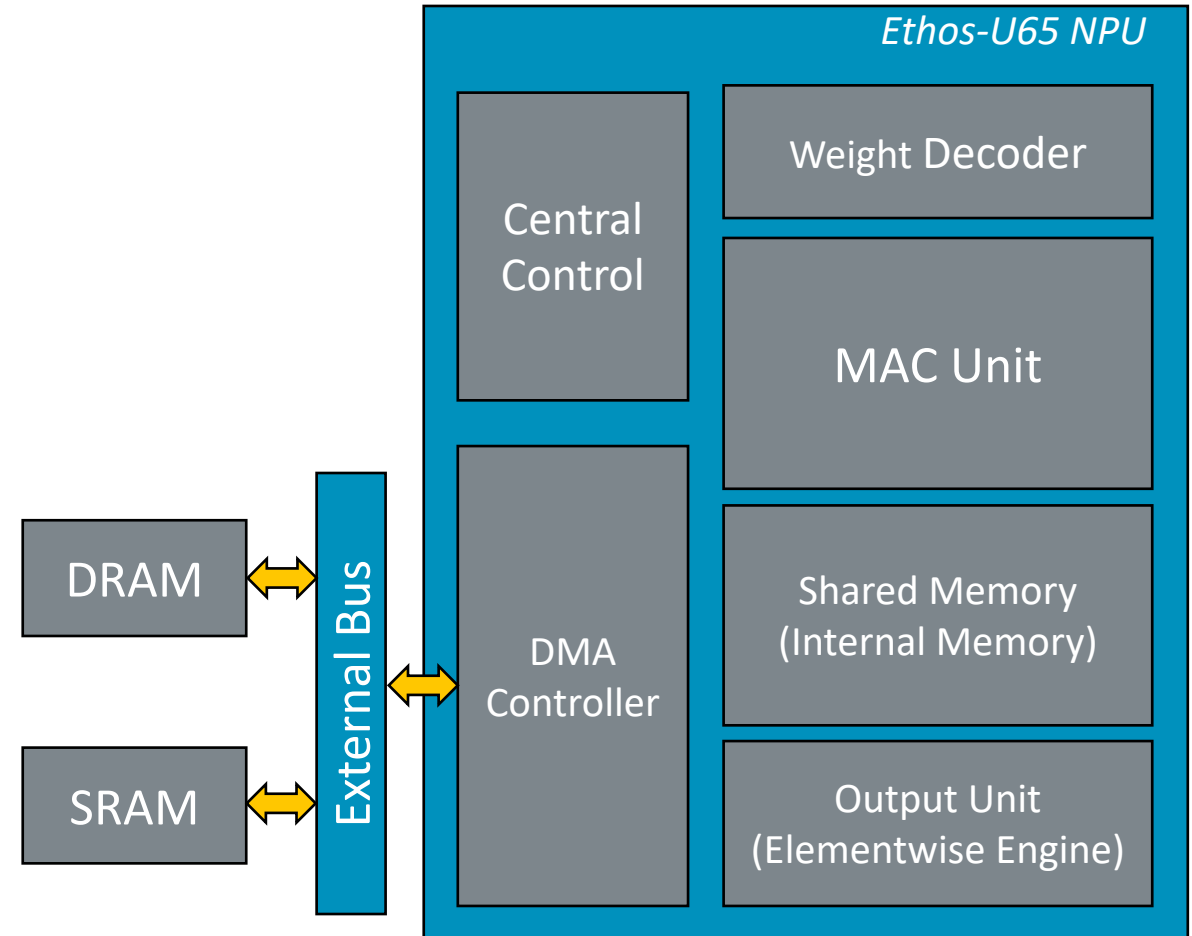 Ethos-U65 NPU
Central
Control
Weight Decoder
MAC Unit
DRAM
SRAM
External Bus
DMA
Controller
Shared Memory
(Internal Memory)
Output Unit
(Elementwise Engine)